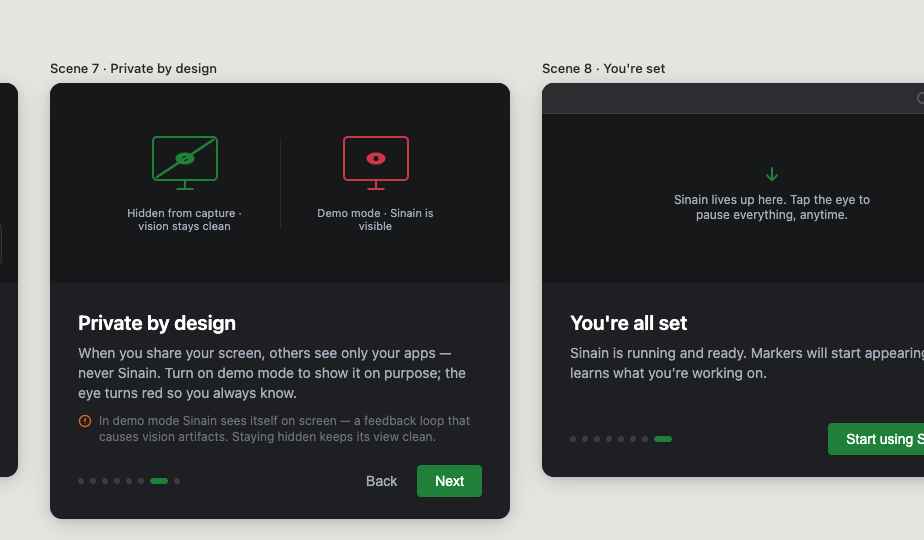 Scene 7 · Private by design
Hidden from capture ·
vision stays clean
Demo mode · Sinain is
visible
Private by design
When you share your screen, others see only your apps —
never Sinain. Turn on demo mode to show it on purpose; the
eye turns red so you always know.
In demo mode Sinain sees itself on screen — a feedback loop that
causes vision artifacts. Staying hidden keeps its view clean.
Back
Next
Scene 8 · You're set
Sinain lives up here. Tap the eye to
pause everything, anytime.
You're all set
Sinain is running and ready. Markers will start appearing
learns what you're working on.
Start using